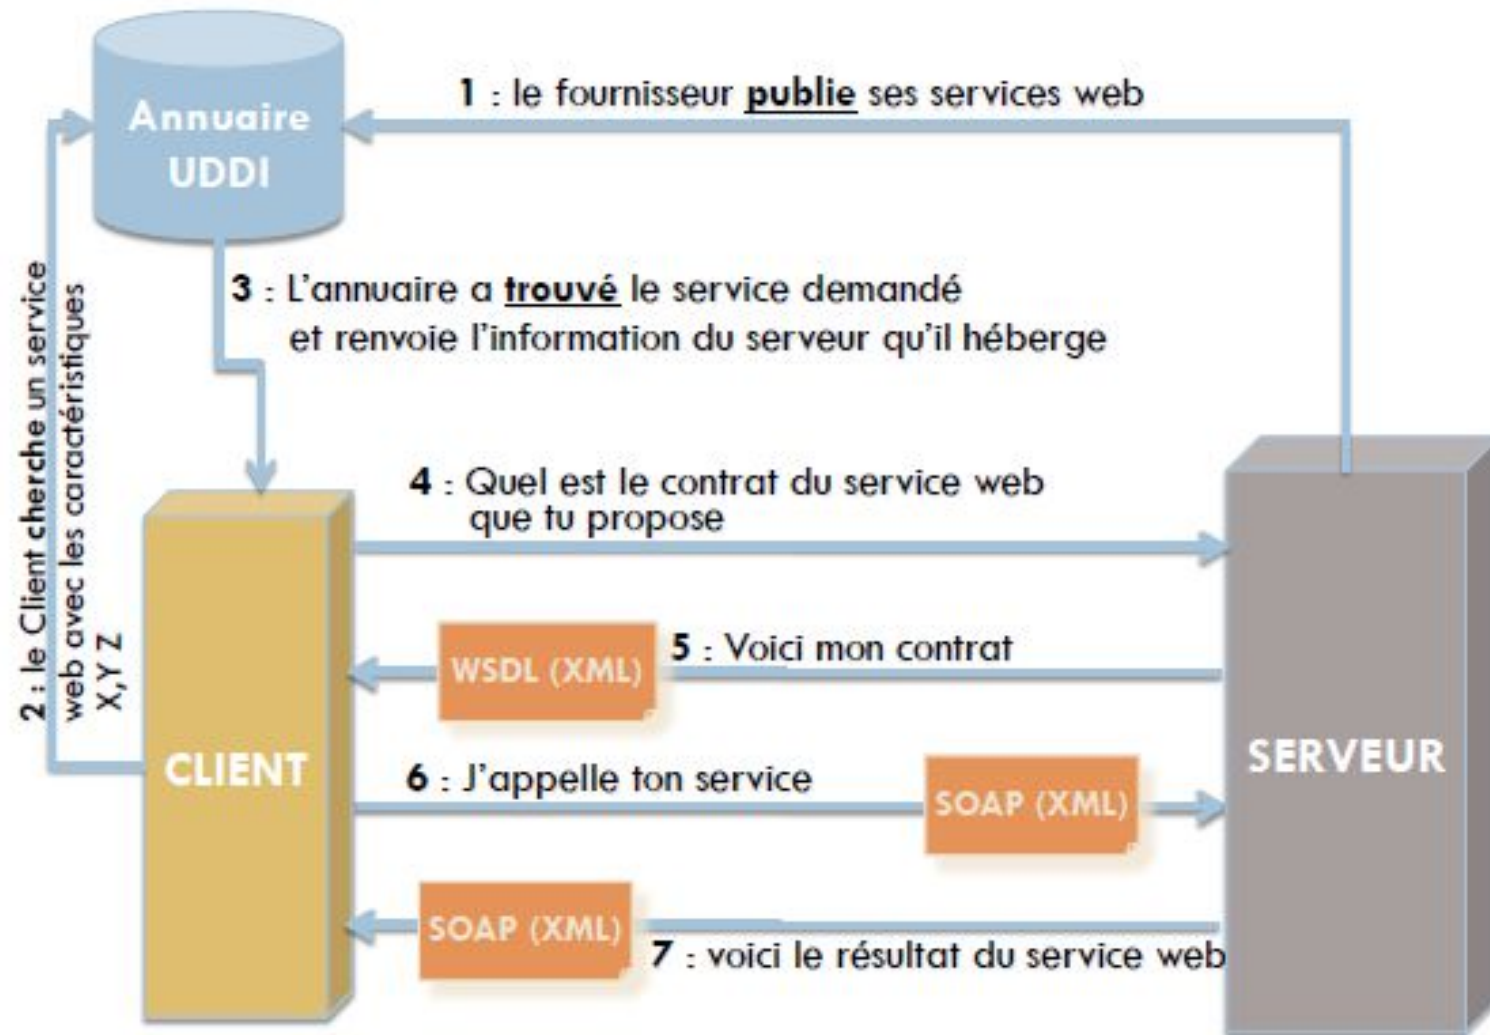 1 : le fournisseur publie ses services web
Annuaire
UDDI
2 : le Client cherche un service
web avec les caractéristiques
X,Y Z
3 : L'annuaire a trouvé le service demandé
et renvoie l'information du serveur qu'il héberge
4 : Quel est le contrat du service web
que tu propose
WSDL (XML)
5 : Voici mon contrat
CLIENT
SERVEUR
6 : J'appelle ton service
SOAP (XML)
SOAP (XML)
7 : voici le résultat du service web